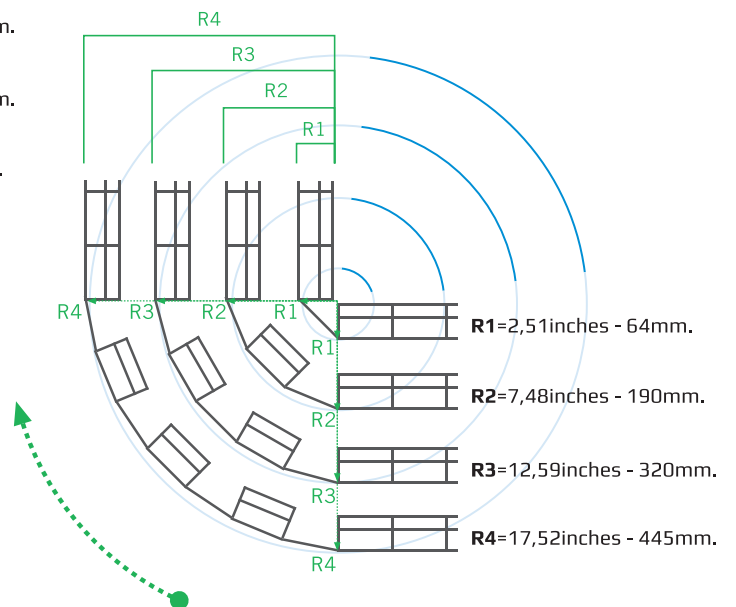 m.
R4
R3
m.
R2
R1
.
R4
R3
R2
R1
R1
R1=2,51inches - 64mm.
R2=7,48inches - 190mm.
R2
R3=12,59inches - 320mm.
R3
R4=17,52inches - 445mm.
R4